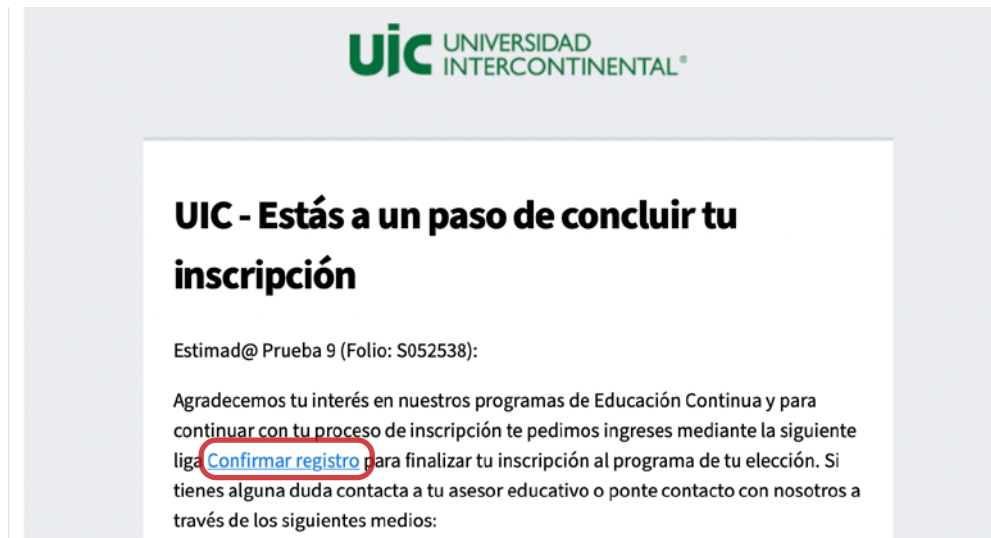 UIC UNIVERSIDAD
INTERCONTINENTAL®
UIC - Estás a un paso de concluir tu
inscripción
Estimad@ Prueba 9 (Folio: S052538):
Agradecemos tu interés en nuestros programas de Educación Continua y para
continuar con tu proceso de inscripción te pedimos ingreses mediante la siguiente
liga Confirmar registro para finalizar tu inscripción al programa de tu elección. Si
tienes alguna duda contacta a tu asesor educativo o ponte contacto con nosotros a
través de los siguientes medios: